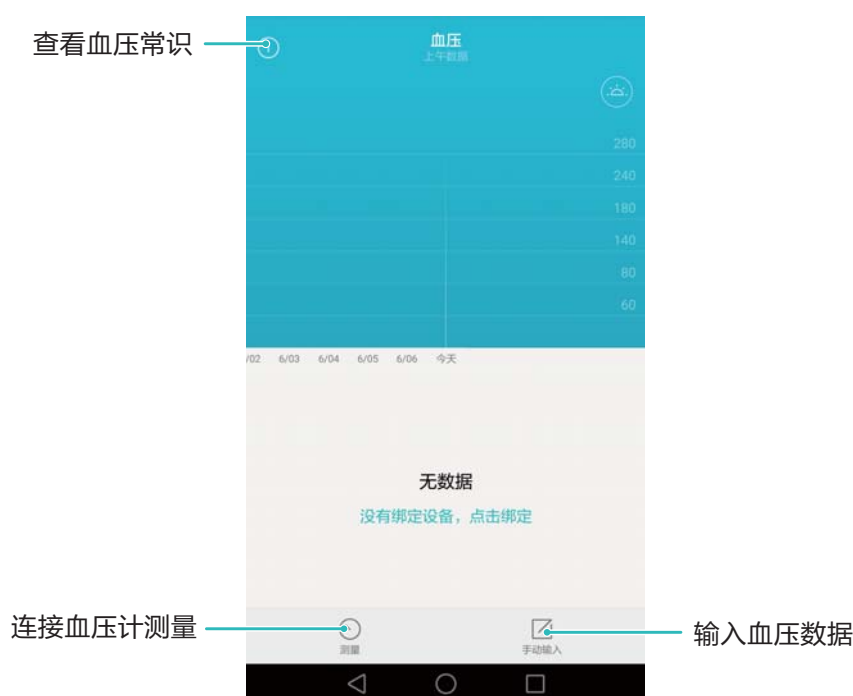 查看血压常识
血压
上午数据
280
240
180
140
80
60
/02 6/03 6/04 6/05 6/06 今天
无数据
没有绑定设备，点击绑定
连接血压计测量
测量
手动输入
输入血压数据